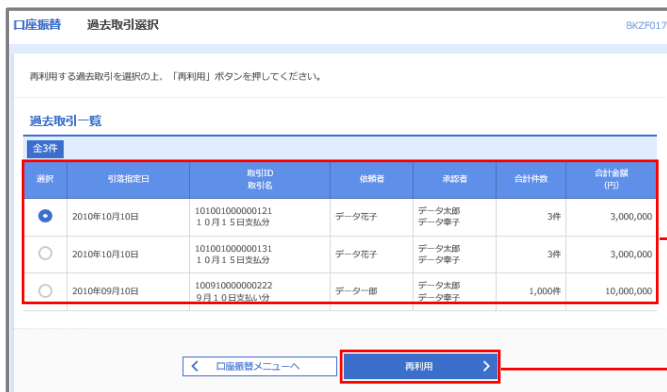 口座振替 過去取引選択 BKZF017
再利用する過去取引を選択の上、「再利用」ボタンを押してください。
過去取引一覧
全3件
選択 引落指定日 取引ID 取引名 依頼者 承認者 合計件数 合計金額 (円)
2010年10月10日 101001000000121 データ花子 データ太郎 3件 3,000,000
10月15日支払分 データ幸子
2010年10月10日 101001000000131 データ花子 データ太郎 3件 3,000,000
10月15日支払分 データ幸子
2010年09月10日 100910000000222 データ一郎 データ太郎 1,000件 10,000,000
9月10日支払い分 データ幸子
口座振替メニューへ 再利用